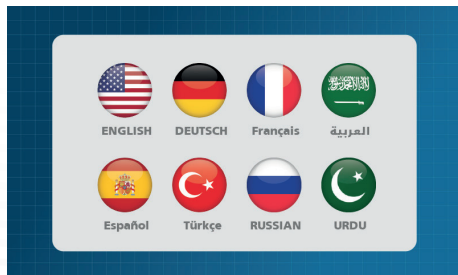 ENGLISH DEUTSCH Français العربية
Español Türkçe RUSSIAN URDU